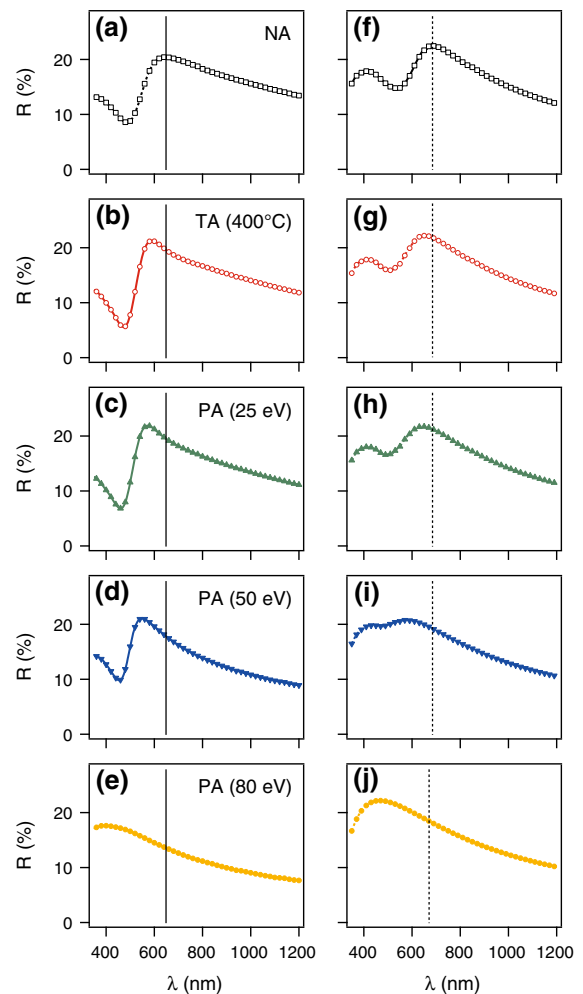 (a) NA (f)
R (%)
20
10
0
(b) TA (400°C) (g)
R (%)
20
10
0
(c) PA (25 eV) (h)
R (%)
20
10
0
(d) PA (50 eV) (i)
R (%)
20
10
0
(e) PA (80 eV) (j)
R (%)
20
10
0
400 600 800 1000 1200 400 600 800 1000 1200
λ (nm) λ (nm)